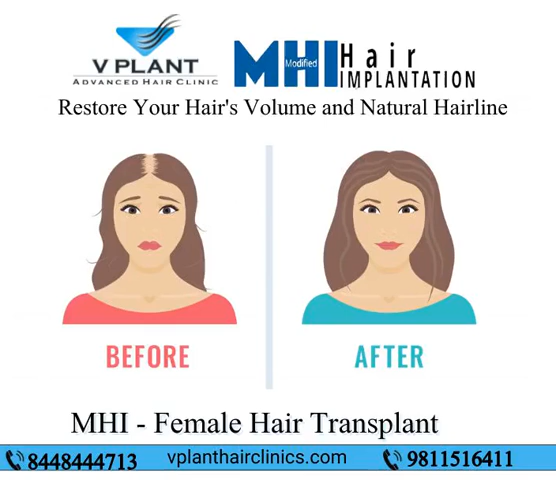 V PLANT
ADVANCED HAIR CLINIC
MHI Modified Hair
IMPLANTATION
Restore Your Hair's Volume and Natural Hairline
BEFORE
AFTER
MHI - Female Hair Transplant
8448444713 vplanthairclinics.com 9811516411